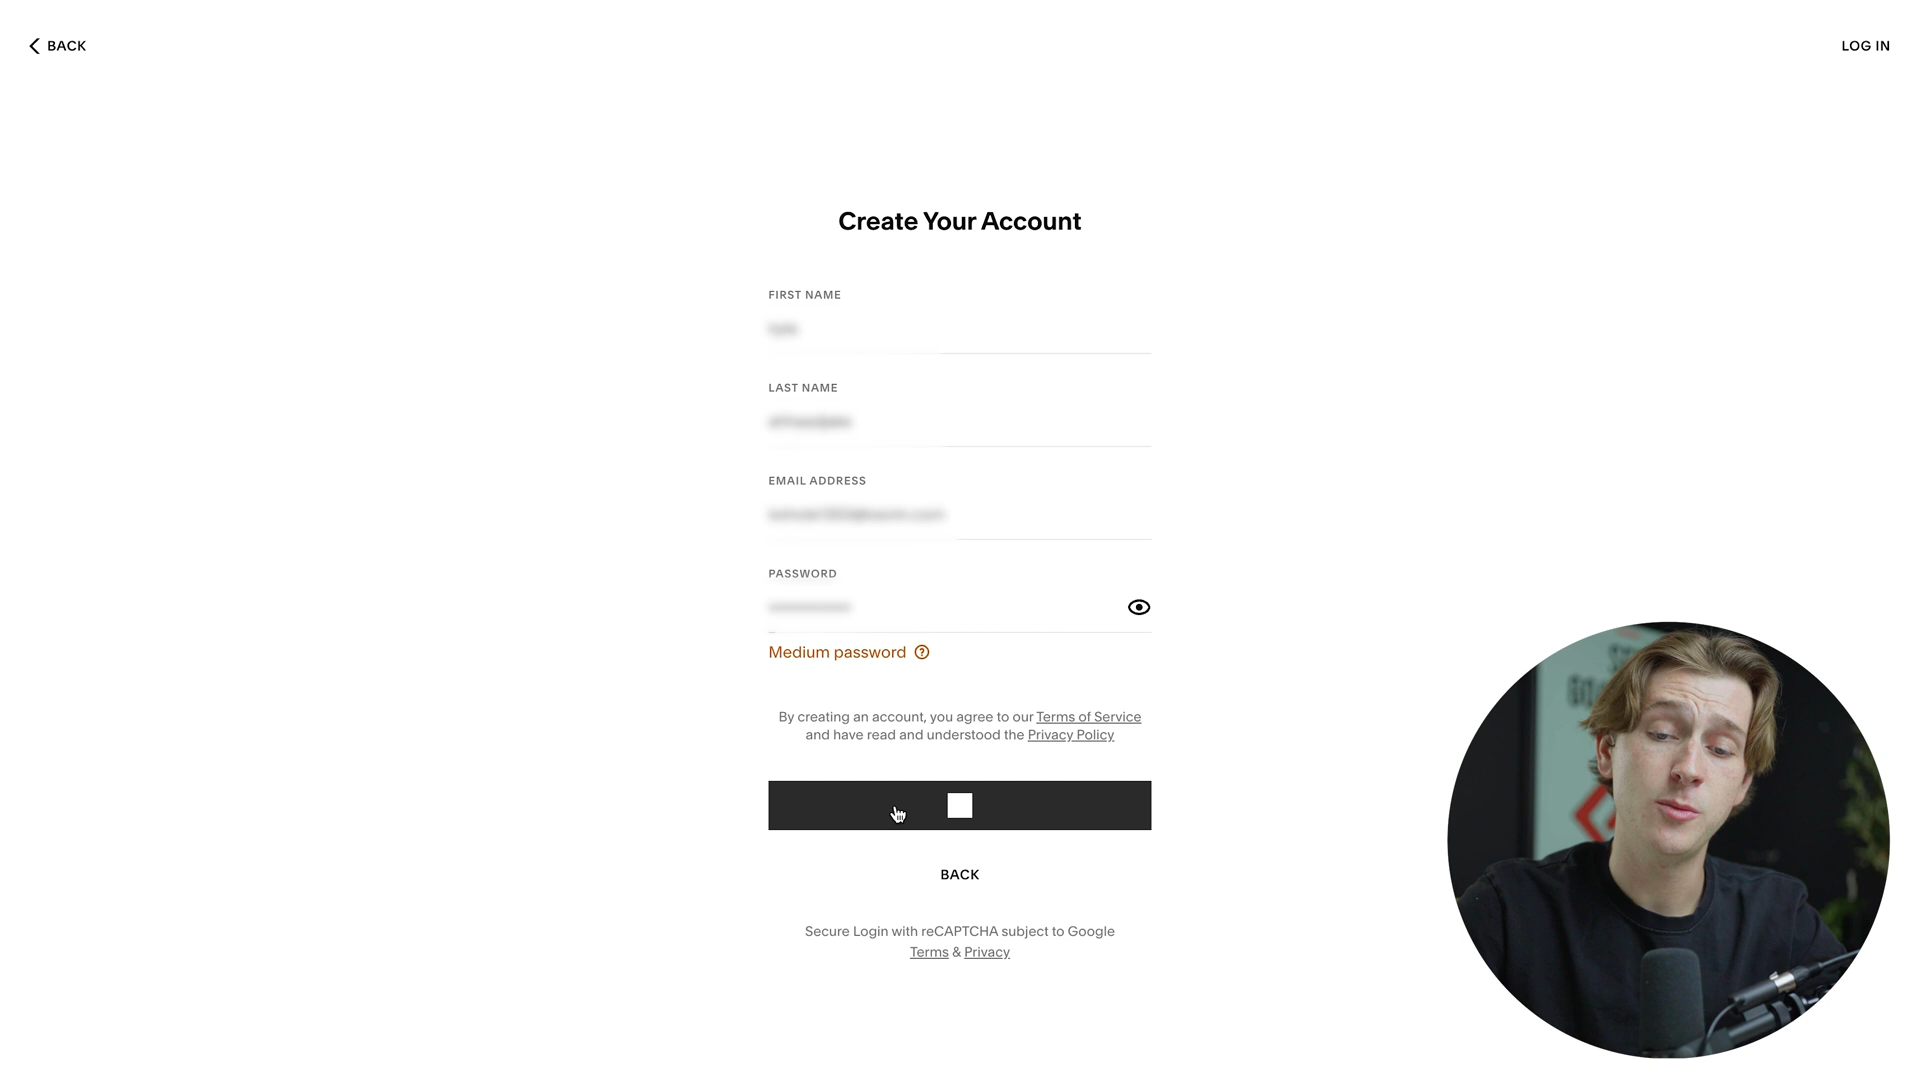 BACK
LOG IN
Create Your Account
FIRST NAME
LAST NAME
EMAIL ADDRESS
PASSWORD
Medium password
By creating an account, you agree to our Terms of Service
and have read and understood the Privacy Policy
BACK
Secure Login with reCAPTCHA subject to Google
Terms & Privacy